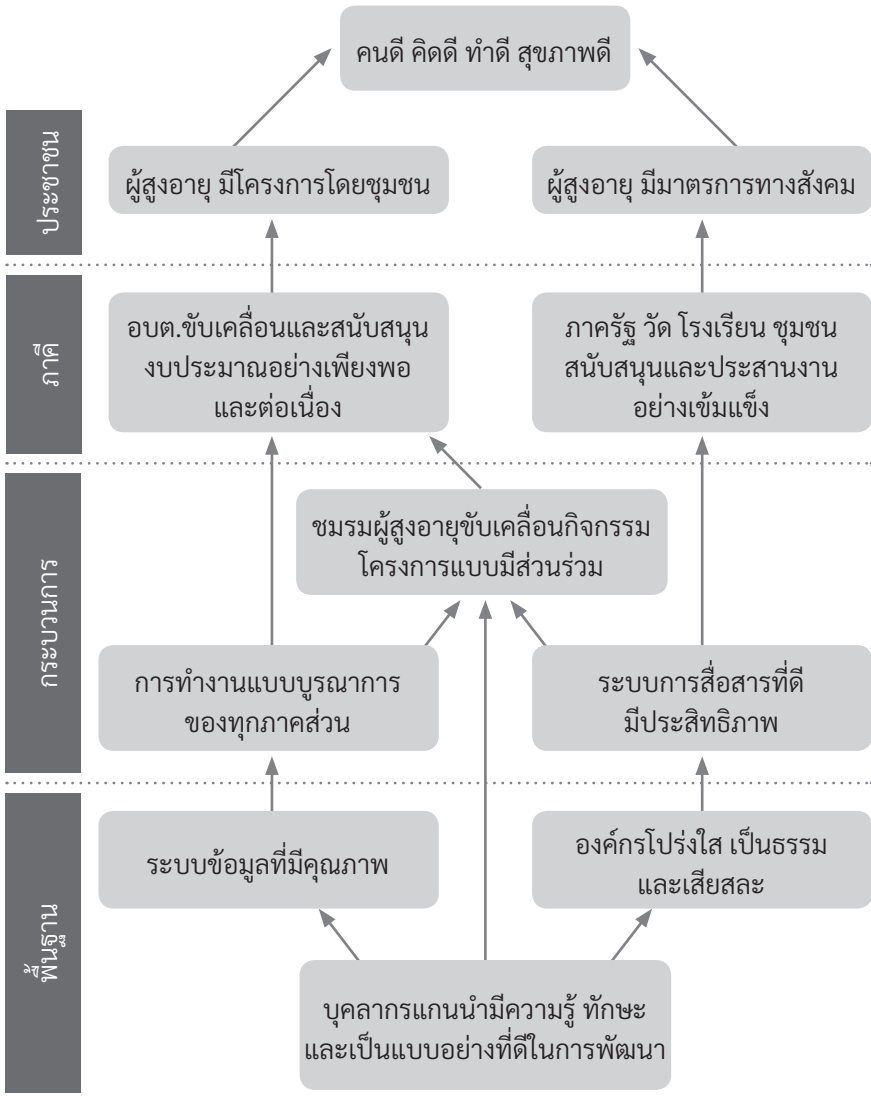 คนดี คิดดี ทำดี สุขภาพดี
ประชาชน
ผู้สูงอายุ มีโครงการโดยชุมชน
ผู้สูงอายุ มีมาตรการทางสังคม
ภาคี
อบต.ขับเคลื่อนและสนับสนุน
งบประมาณอย่างเพียงพอ
และต่อเนื่อง
ภาครัฐ วัด โรงเรียน ชุมชน
สนับสนุนและประสานงาน
อย่างเข้มแข็ง
กระบวนการ
ชมรมผู้สูงอายุขับเคลื่อนกิจกรรม
โครงการแบบมีส่วนร่วม
การทำงานแบบบูรณาการ
ของทุกภาคส่วน
ระบบการสื่อสารที่ดี
มีประสิทธิภาพ
พื้นฐาน
ระบบข้อมูลที่มีคุณภาพ
องค์กรโปร่งใส เป็นธรรม
และเสียสละ
บุคลากรแกนนำมีความรู้ ทักษะ
และเป็นแบบอย่างที่ดีในการพัฒนา